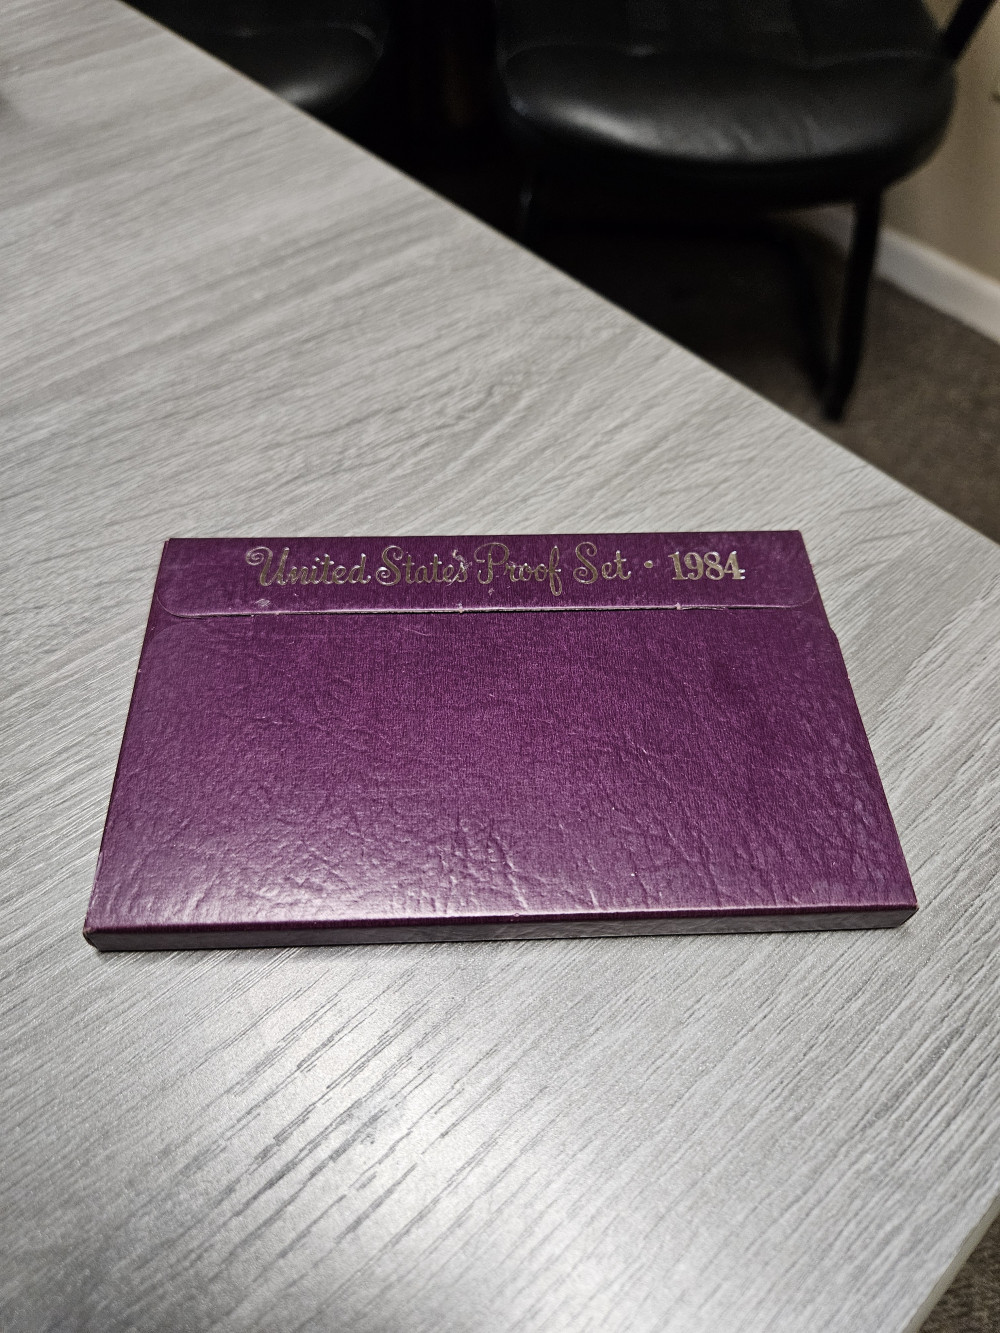 United States Proof Set · 1984